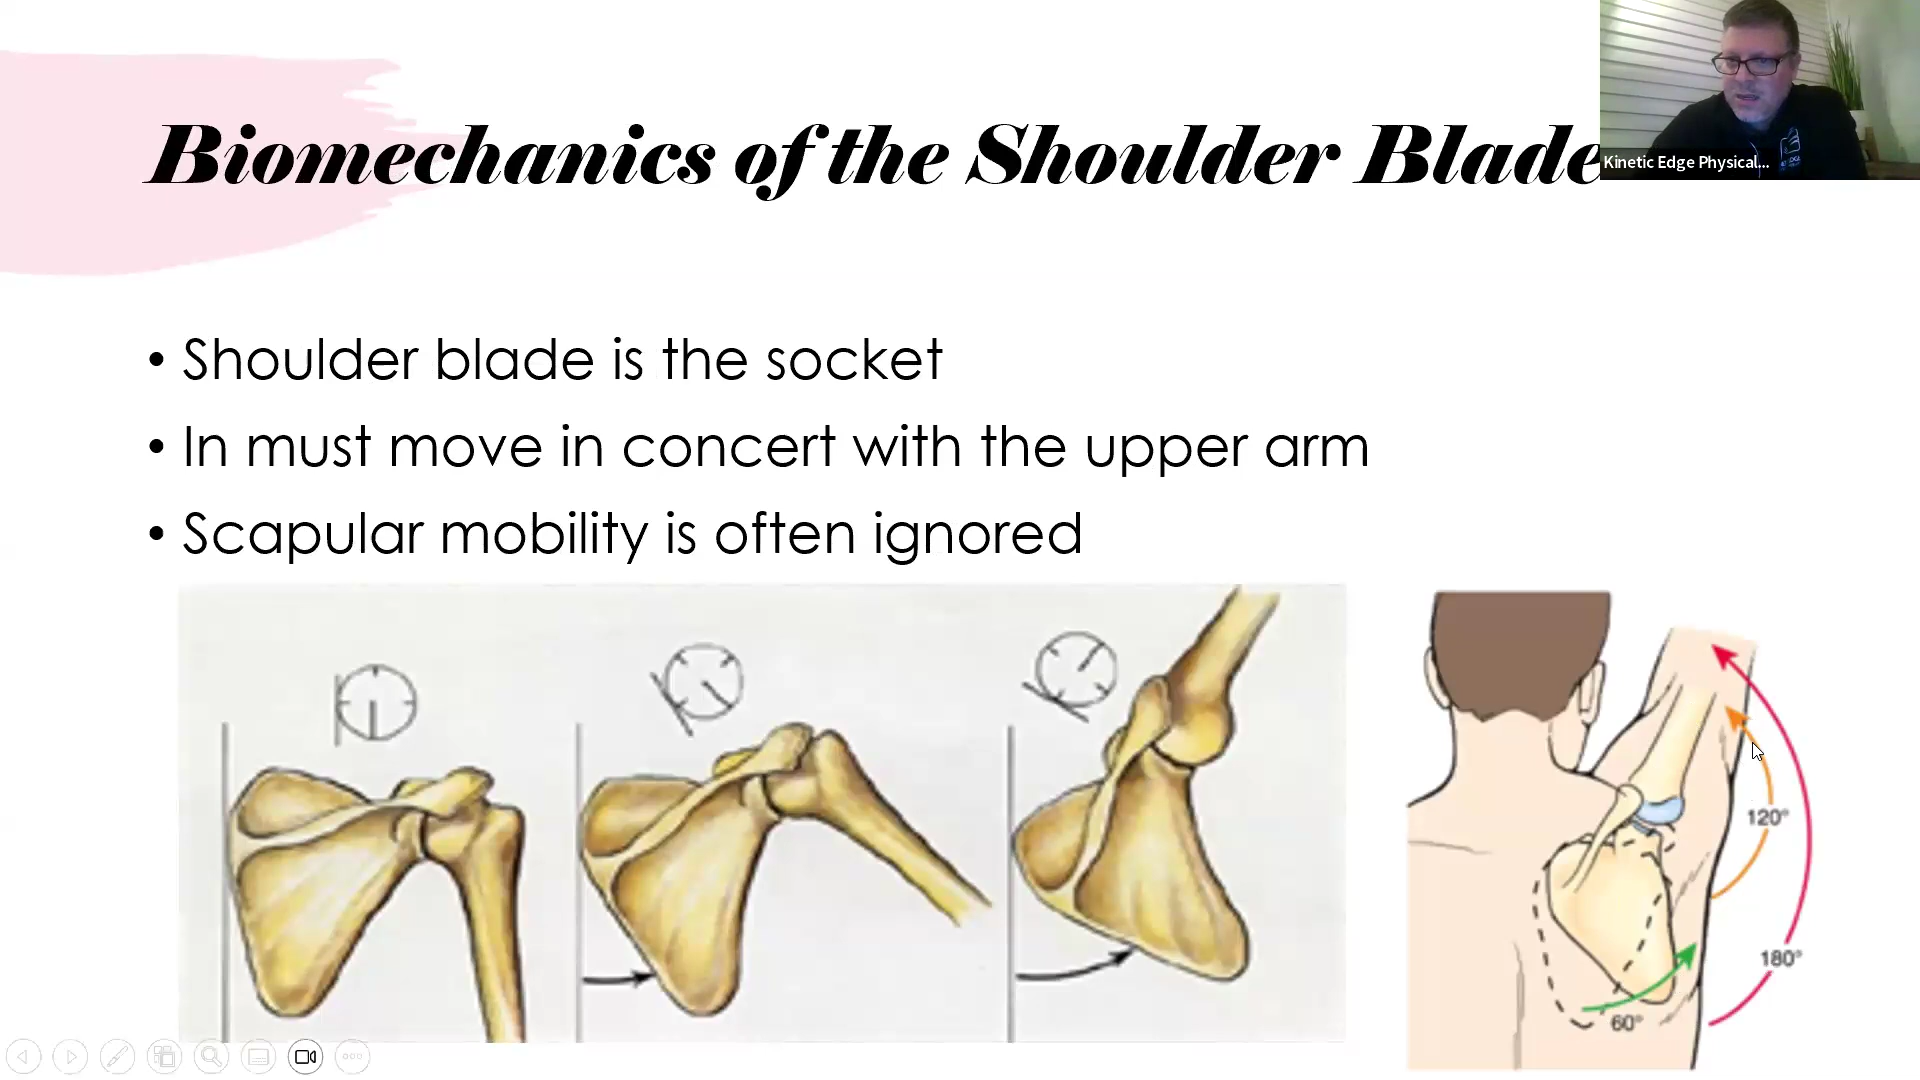 Biomechanics of the Shoulder Blade
Kinetic Edge Physical...
• Shoulder blade is the socket
• In must move in concert with the upper arm
• Scapular mobility is often ignored
120°
180°
60°